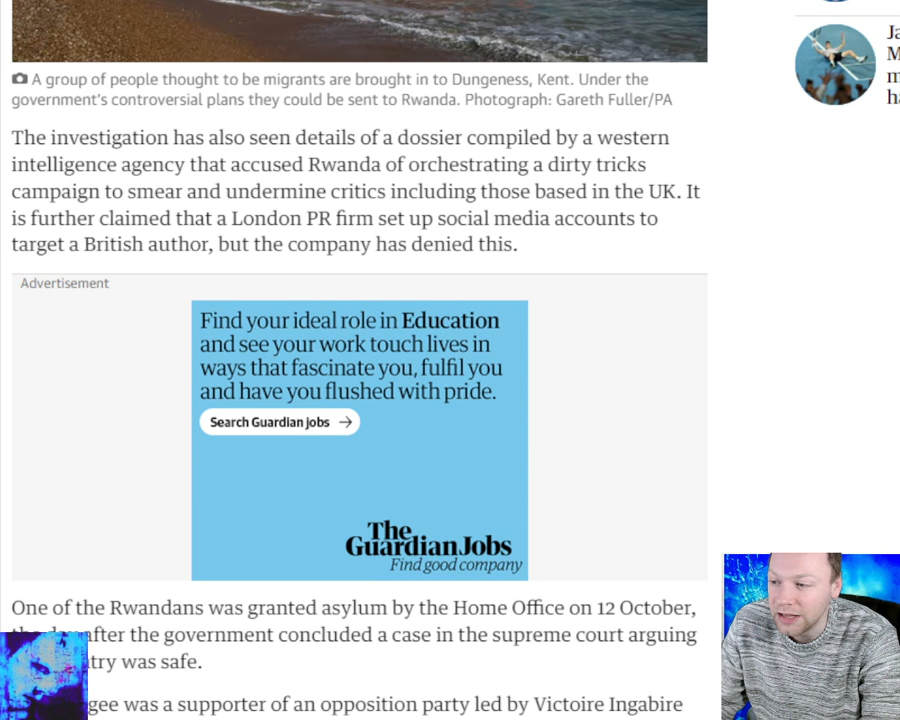 A group of people thought to be migrants are brought in to Dungeness, Kent. Under the
government's controversial plans they could be sent to Rwanda. Photograph: Gareth Fuller/PA
The investigation has also seen details of a dossier compiled by a western
intelligence agency that accused Rwanda of orchestrating a dirty tricks
campaign to smear and undermine critics including those based in the UK. It
is further claimed that a London PR firm set up social media accounts to
target a British author, but the company has denied this.
Advertisement
Find your ideal role in Education
and see your work touch lives in
ways that fascinate you, fulfil you
and have you flushed with pride.
Search Guardian jobs →
The
Guardian Jobs
Find good company
One of the Rwandans was granted asylum by the Home Office on 12 October,
after the government concluded a case in the supreme court arguing
try was safe.
gee was a supporter of an opposition party led by Victoire Ingabire